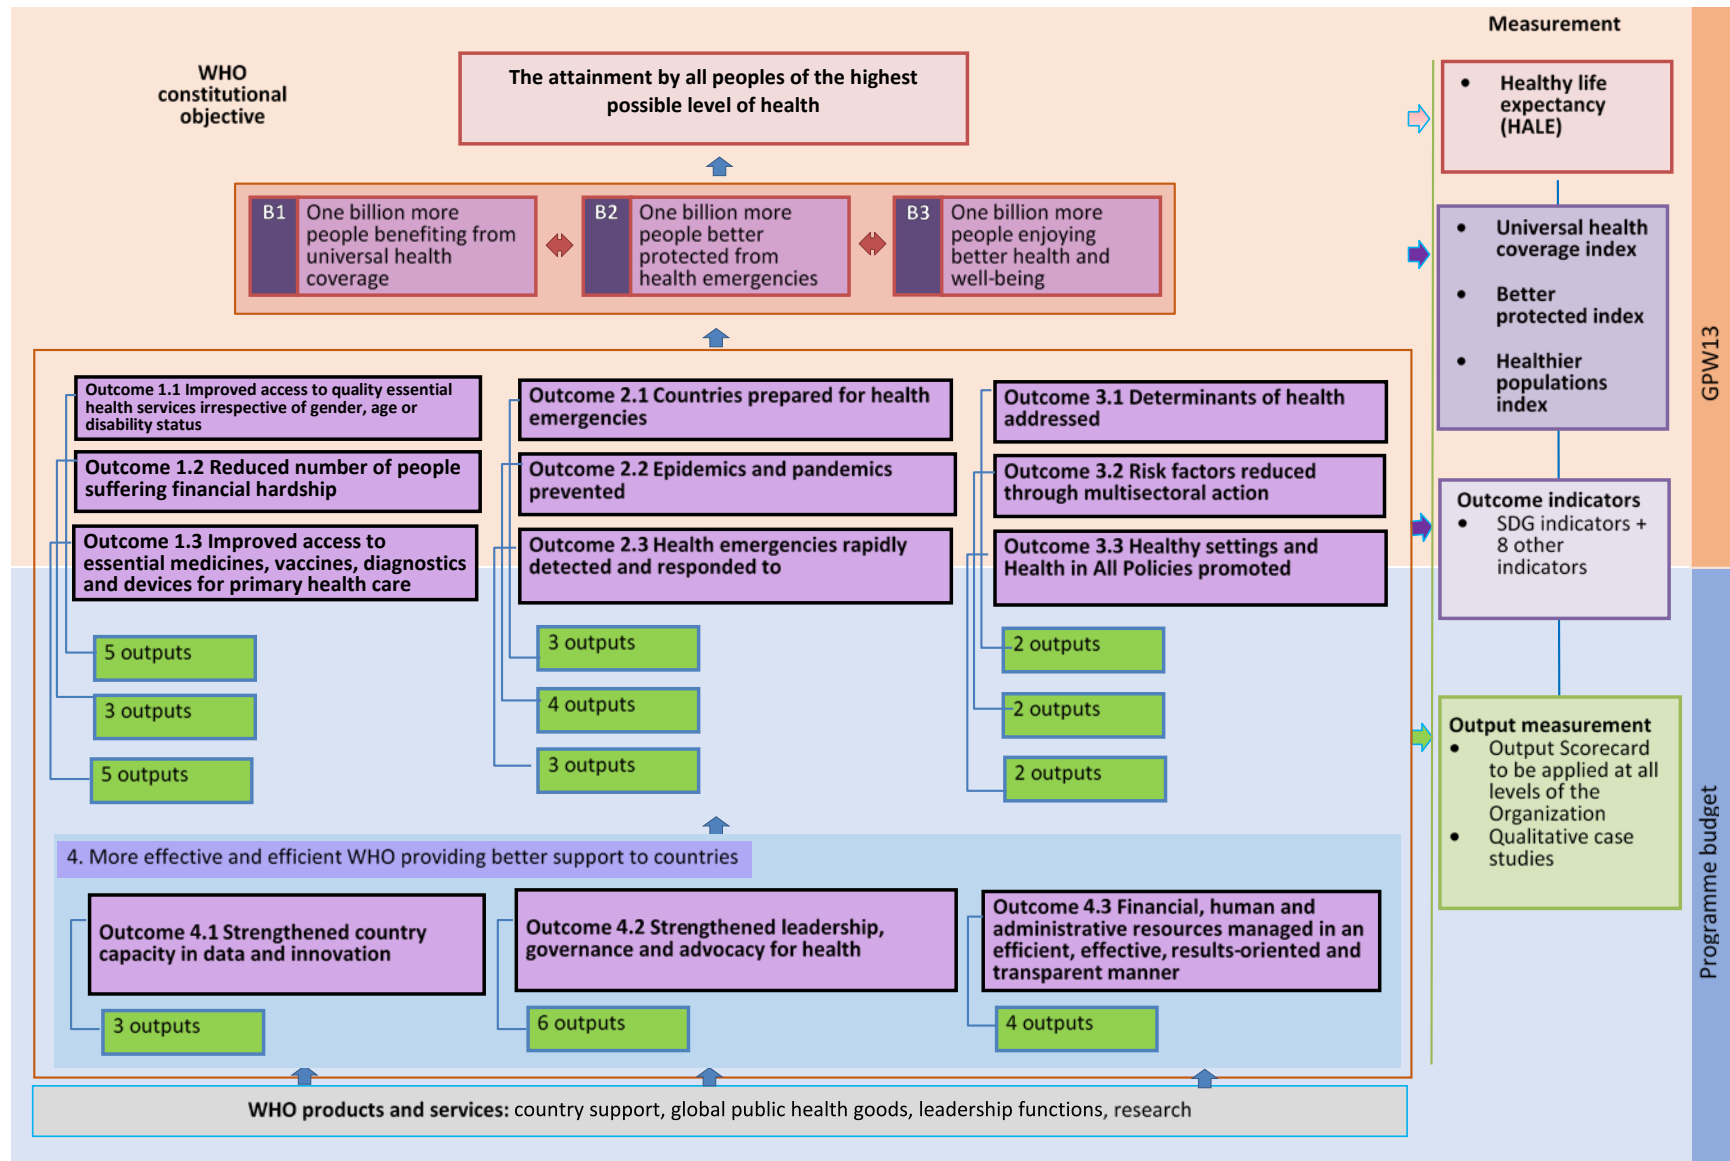 Measurement
WHO
constitutional
objective
The attainment by all peoples of the highest
possible level of health
• Healthy life
expectancy
(HALE)
B1
One billion more
people benefiting from
universal health
coverage
B2
One billion more
people better
protected from
health emergencies
B3
One billion more
people enjoying
better health and
well-being
• Universal health
coverage index
• Better
protected index
• Healthier
populations
index
GPW13
Outcome 1.1 Improved access to quality essential
health services irrespective of gender, age or
disability status
Outcome 1.2 Reduced number of people
suffering financial hardship
Outcome 1.3 Improved access to
essential medicines, vaccines, diagnostics
and devices for primary health care
Outcome 2.1 Countries prepared for health
emergencies
Outcome 2.2 Epidemics and pandemics
prevented
Outcome 2.3 Health emergencies rapidly
detected and responded to
Outcome 3.1 Determinants of health
addressed
Outcome 3.2 Risk factors reduced
through multisectoral action
Outcome 3.3 Healthy settings and
Health in All Policies promoted
Outcome indicators
• SDG indicators +
8 other
indicators
5 outputs
3 outputs
5 outputs
3 outputs
4 outputs
3 outputs
2 outputs
2 outputs
2 outputs
Output measurement
• Output Scorecard
to be applied at all
levels of the
Organization
• Qualitative case
studies
Programme budget
4. More effective and efficient WHO providing better support to countries
Outcome 4.1 Strengthened country
capacity in data and innovation
Outcome 4.2 Strengthened leadership,
governance and advocacy for health
Outcome 4.3 Financial, human and
administrative resources managed in an
efficient, effective, results-oriented and
transparent manner
3 outputs
6 outputs
4 outputs
WHO products and services: country support, global public health goods, leadership functions, research